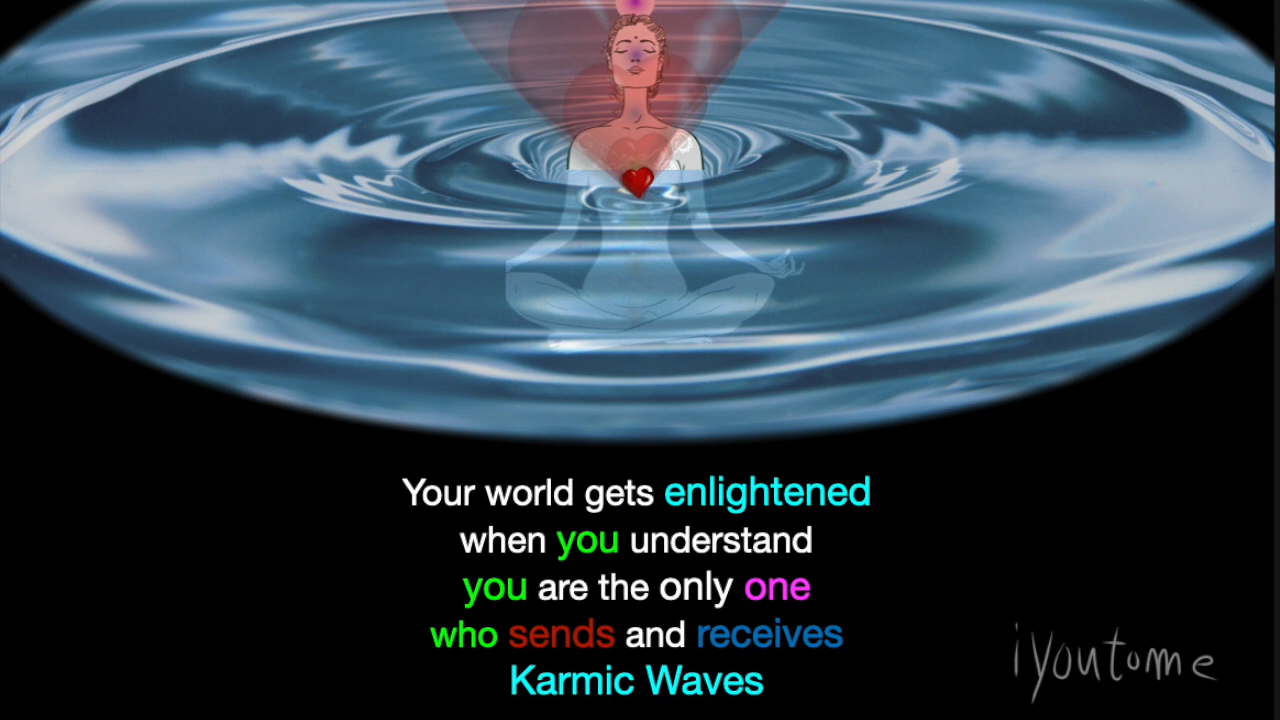 Your world gets enlightened
when you understand
you are the only one
who sends and receives
Karmic Waves
iyoutome